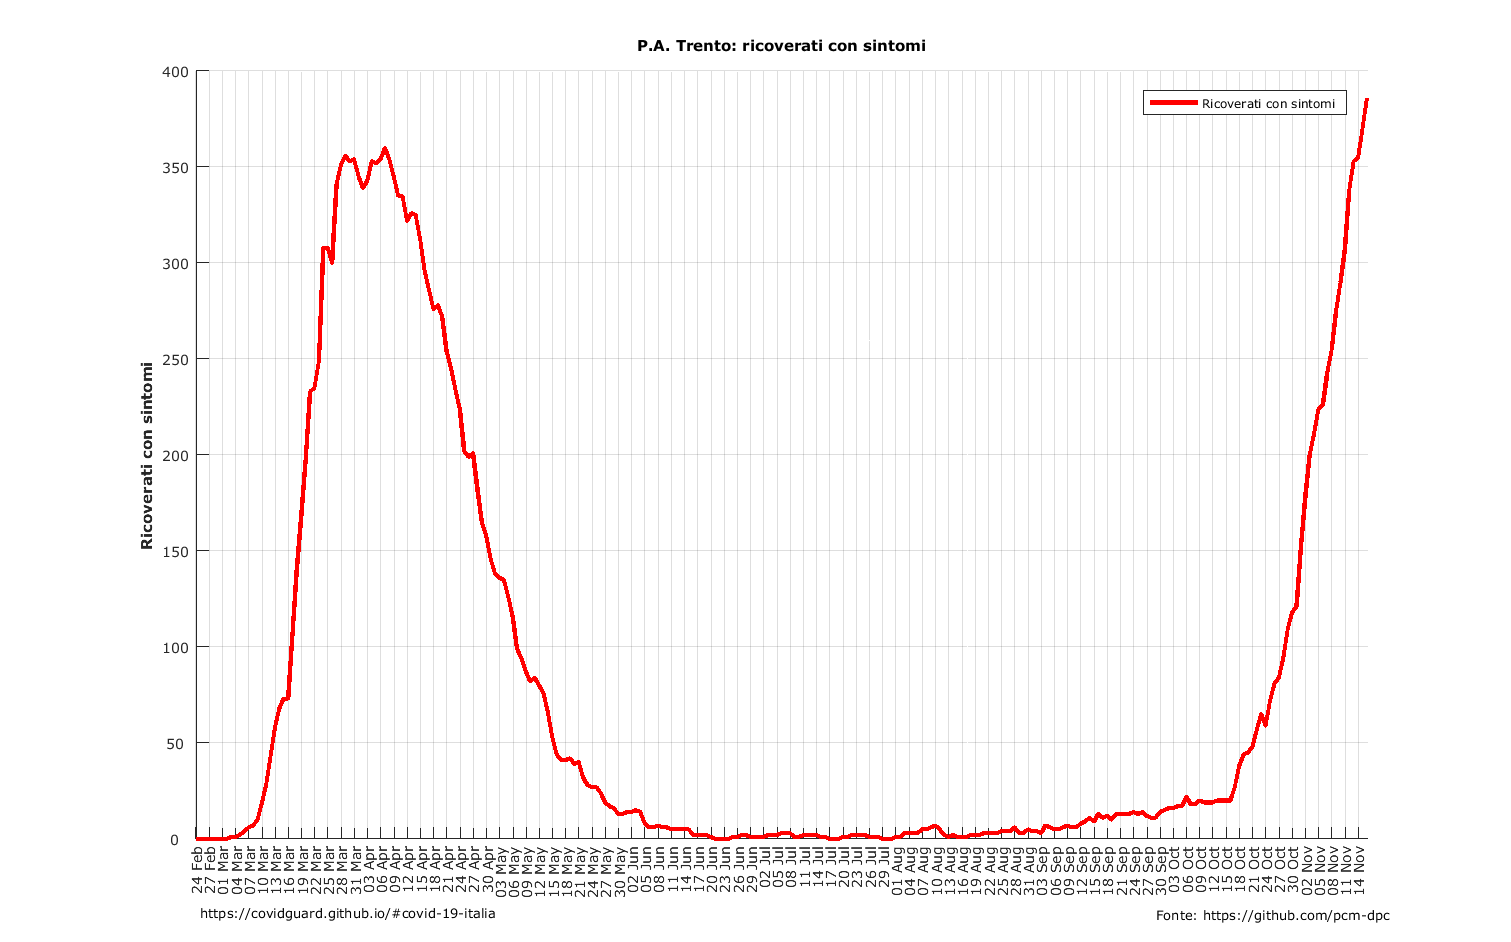 P.A. Trento: ricoverati con sintomi
Ricoverati con sintomi
Ricoverati con sintomi
400
350
300
250
200
150
100
50
0
24 Feb
27 Feb
01 Mar
04 Mar
07 Mar
10 Mar
13 Mar
16 Mar
19 Mar
22 Mar
25 Mar
28 Mar
31 Mar
03 Apr
06 Apr
09 Apr
12 Apr
15 Apr
18 Apr
21 Apr
24 Apr
27 Apr
30 Apr
03 May
06 May
09 May
12 May
15 May
18 May
21 May
24 May
27 May
30 May
02 Jun
05 Jun
08 Jun
11 Jun
14 Jun
17 Jun
20 Jun
23 Jun
26 Jun
29 Jun
02 Jul
05 Jul
08 Jul
11 Jul
14 Jul
17 Jul
20 Jul
23 Jul
26 Jul
29 Jul
01 Aug
04 Aug
07 Aug
10 Aug
13 Aug
16 Aug
19 Aug
22 Aug
25 Aug
28 Aug
31 Aug
03 Sep
06 Sep
09 Sep
12 Sep
15 Sep
18 Sep
21 Sep
24 Sep
27 Sep
30 Sep
03 Oct
06 Oct
09 Oct
12 Oct
15 Oct
18 Oct
21 Oct
24 Oct
27 Oct
30 Oct
02 Nov
05 Nov
08 Nov
11 Nov
14 Nov
https://covidguard.github.io/#covid-19-italia
Fonte: https://github.com/pcm-dpc